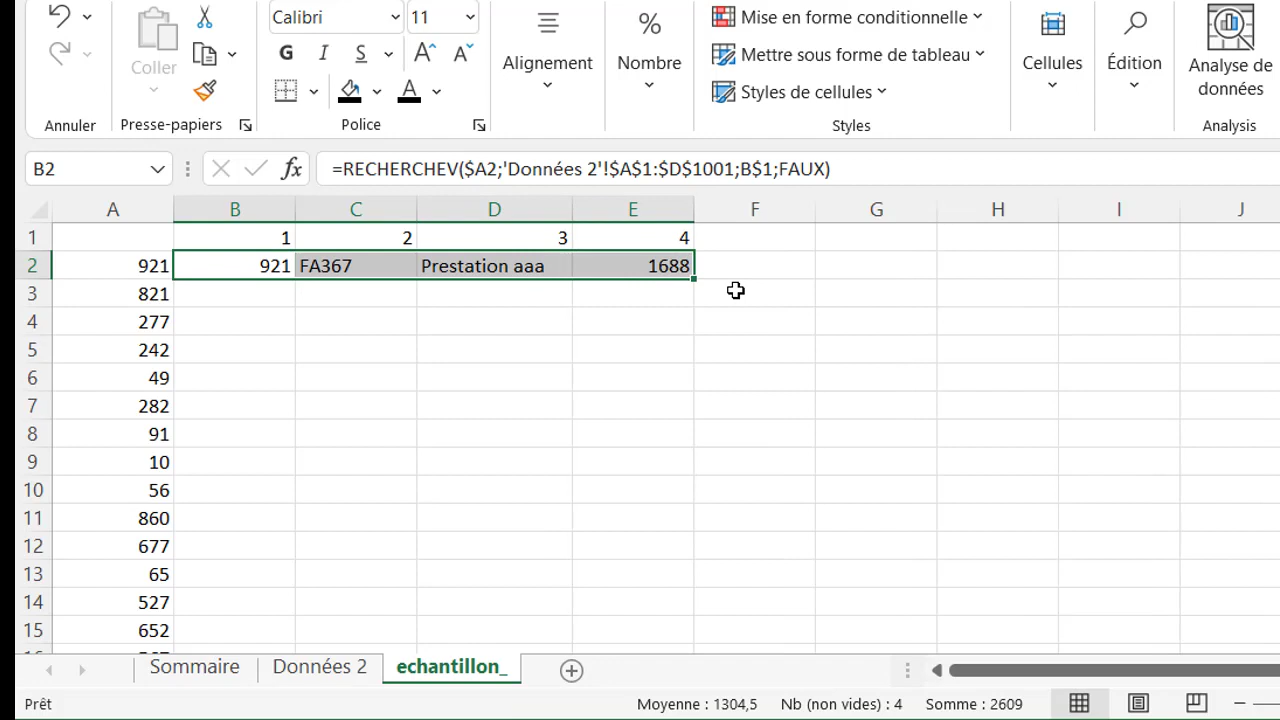 Calibri 11
Mise en forme conditionnelle
Coller
G I S A A
Alignement Nombre
Mettre sous forme de tableau
Cellules Édition
Analyse de
données
A
Styles de cellules
Annuler Presse-papiers Police Styles Analysis
B2 fx =RECHERCHEV($A2;'Données 2'!$A$1:$D$1001;B$1;FAUX)
A B C D E F G H I J
1 1 2 3 4
2 921 921 FA367 Prestation aaa 1688
3 821
4 277
5 242
6 49
7 282
8 91
9 10
10 56
11 860
12 677
13 65
14 527
15 652
Sommaire Données 2 echantillon_
Prêt Moyenne : 1304,5 Nb (non vides) : 4 Somme : 2609